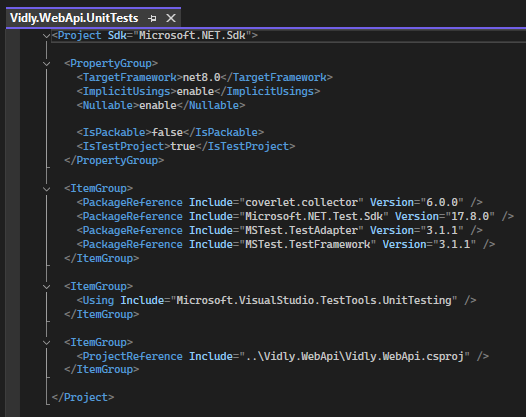 Vidly.WebApi.UnitTests
<Project Sdk="Microsoft.NET.Sdk">
<PropertyGroup>
<TargetFramework>net8.0</TargetFramework>
<ImplicitUsings>enable</ImplicitUsings>
<Nullable>enable</Nullable>
<IsPackable>false</IsPackable>
<IsTestProject>true</IsTestProject>
</PropertyGroup>
<ItemGroup>
<PackageReference Include="coverlet.collector" Version="6.0.0" />
<PackageReference Include="Microsoft.NET.Test.Sdk" Version="17.8.0" />
<PackageReference Include="MSTest.TestAdapter" Version="3.1.1" />
<PackageReference Include="MSTest.TestFramework" Version="3.1.1" />
</ItemGroup>
<ItemGroup>
<Using Include="Microsoft.VisualStudio.TestTools.UnitTesting" />
</ItemGroup>
<ItemGroup>
<ProjectReference Include="..\Vidly.WebApi\Vidly.WebApi.csproj" />
</ItemGroup>
</Project>